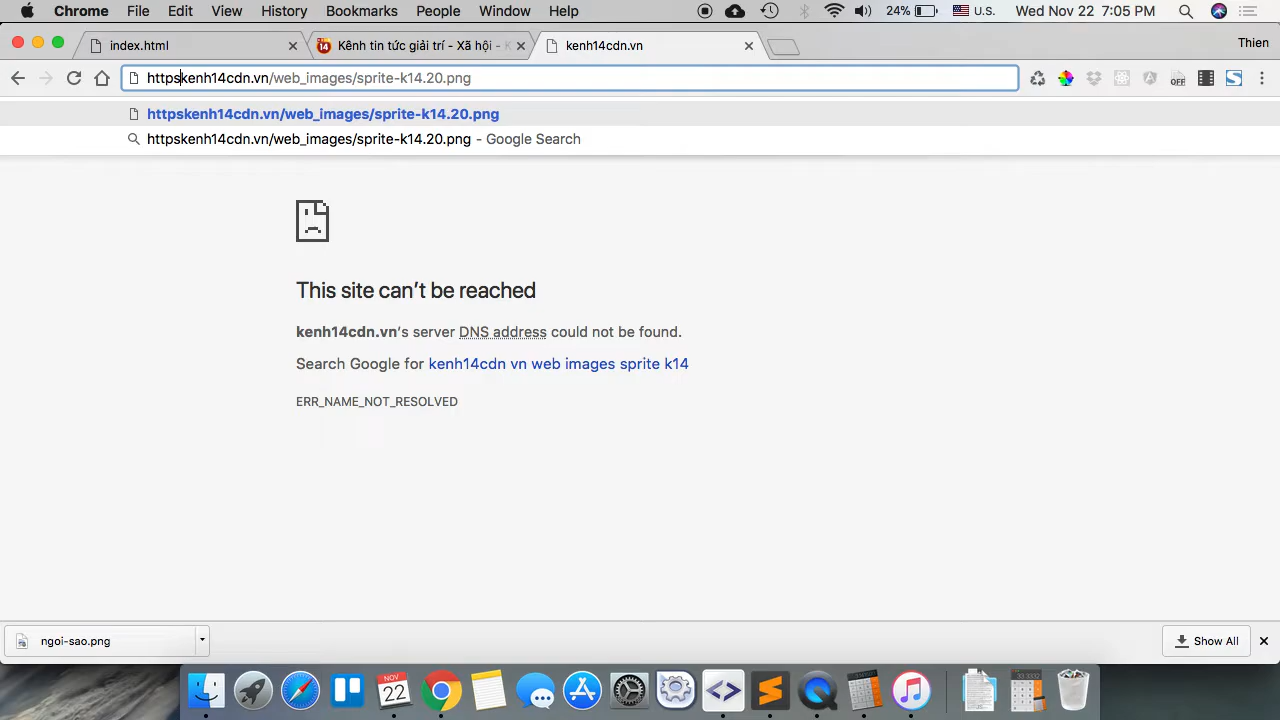 Chrome File Edit View History Bookmarks People Window Help 24% U.S. Wed Nov 22 7:05 PM
index.html Kênh tin tức giải trí - Xã hội - K kenh14cdn.vn Thien
httpskenh14cdn.vn/web_images/sprite-k14.20.png OFF
httpskenh14cdn.vn/web_images/sprite-k14.20.png
httpskenh14cdn.vn/web_images/sprite-k14.20.png - Google Search
This site can't be reached
kenh14cdn.vn's server DNS address could not be found.
Search Google for kenh14cdn vn web images sprite k14
ERR_NAME_NOT_RESOLVED
ngoi-sao.png Show All
NOV
22